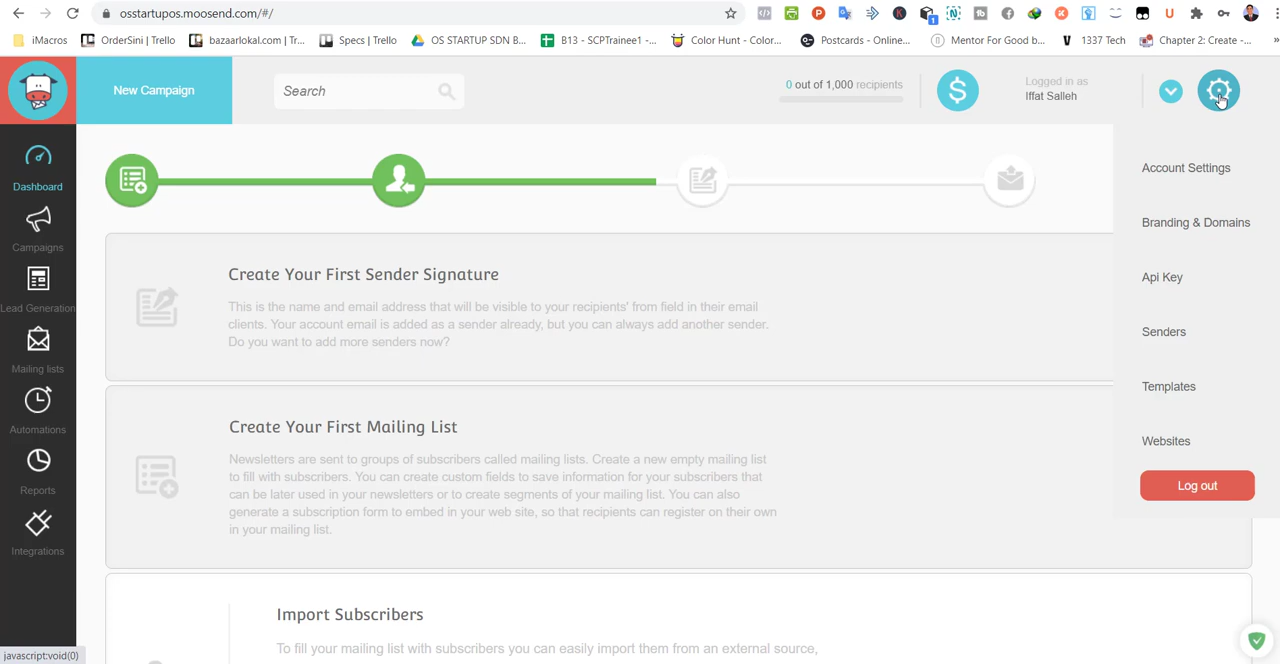 osstartupos.moosend.com/#/
iMacros
OrderSini | Trello
bazaarlokal.com | T...
Specs | Trello
OS STARTUP SDN B...
B13 - SCPTrainee1 -...
Color Hunt - Color...
Postcards - Online...
Mentor For Good b...
1337 Tech
Chapter 2: Create -...
»
New Campaign
Search
0 out of 1,000 recipients
$
Logged in as
Iffat Salleh
Dashboard
Campaigns
Lead Generation
Mailing lists
Automations
Reports
Integrations
Account Settings
Branding & Domains
Api Key
Senders
Templates
Websites
Log out
Create Your First Sender Signature
This is the name and email address that will be visible to your recipients' from field in their email
clients. Your account email is added as a sender already, but you can always add another sender.
Do you want to add more senders now?
Create Your First Mailing List
Newsletters are sent to groups of subscribers called mailing lists. Create a new empty mailing list
to fill with subscribers. You can create custom fields to save information for your subscribers that
can be later used in your newsletters or to create segments of your mailing list. You can also
generate a subscription form to embed in your web site, so that recipients can register on their own
in your mailing list.
Import Subscribers
To fill your mailing list with subscribers you can easily import them from an external source,
javascript:void(0)